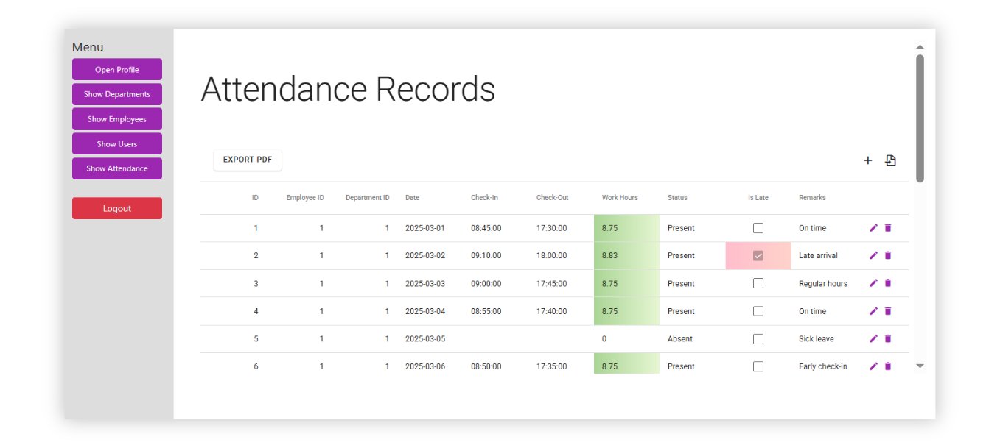 Menu
Open Profile
Show Departments
Show Employees
Show Users
Show Attendance
Logout
Attendance Records
EXPORT PDF
ID Employee ID Department ID Date Check-In Check-Out Work Hours Status Is Late Remarks
1 1 1 2025-03-01 08:45:00 17:30:00 8.75 Present On time
2 1 1 2025-03-02 09:10:00 18:00:00 8.83 Present Late arrival
3 1 1 2025-03-03 09:00:00 17:45:00 8.75 Present Regular hours
4 1 1 2025-03-04 08:55:00 17:40:00 8.75 Present On time
5 1 1 2025-03-05 0 Absent Sick leave
6 1 1 2025-03-06 08:50:00 17:35:00 8.75 Present Early check-in